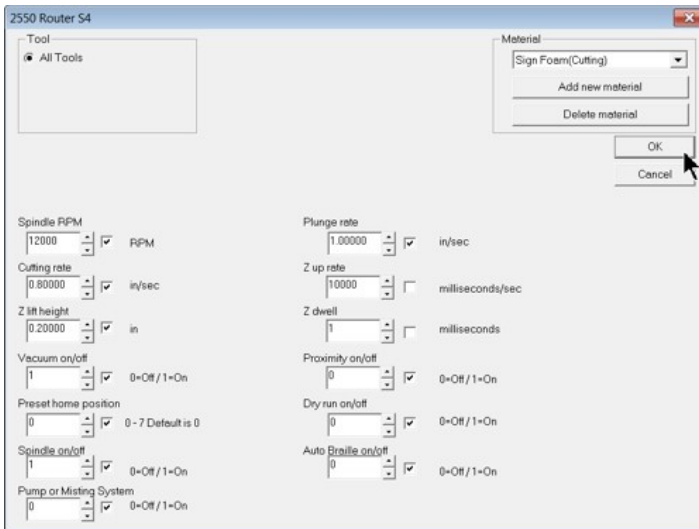 2550 Router S4
Tool
All Tools
Material
Sign Foam(Cutting)
Add new material
Delete material
OK
Cancel
Spindle RPM
12000
RPM
Plunge rate
1.00000
in/sec
Cutting rate
0.80000
in/sec
Z up rate
10000
milliseconds/sec
Z lift height
0.20000
in
Z dwell
1
milliseconds
Vacuum on/off
1
0=Off/1=On
Proximity on/off
0
0=Off/1=On
Preset home position
0
0 - 7 Default is 0
Dry run on/off
0
0=Off/1=On
Spindle on/off
1
0=Off/1=On
Auto Braille on/off
0
0=Off/1=On
Pump or Misting System
0
0=Off/1=On